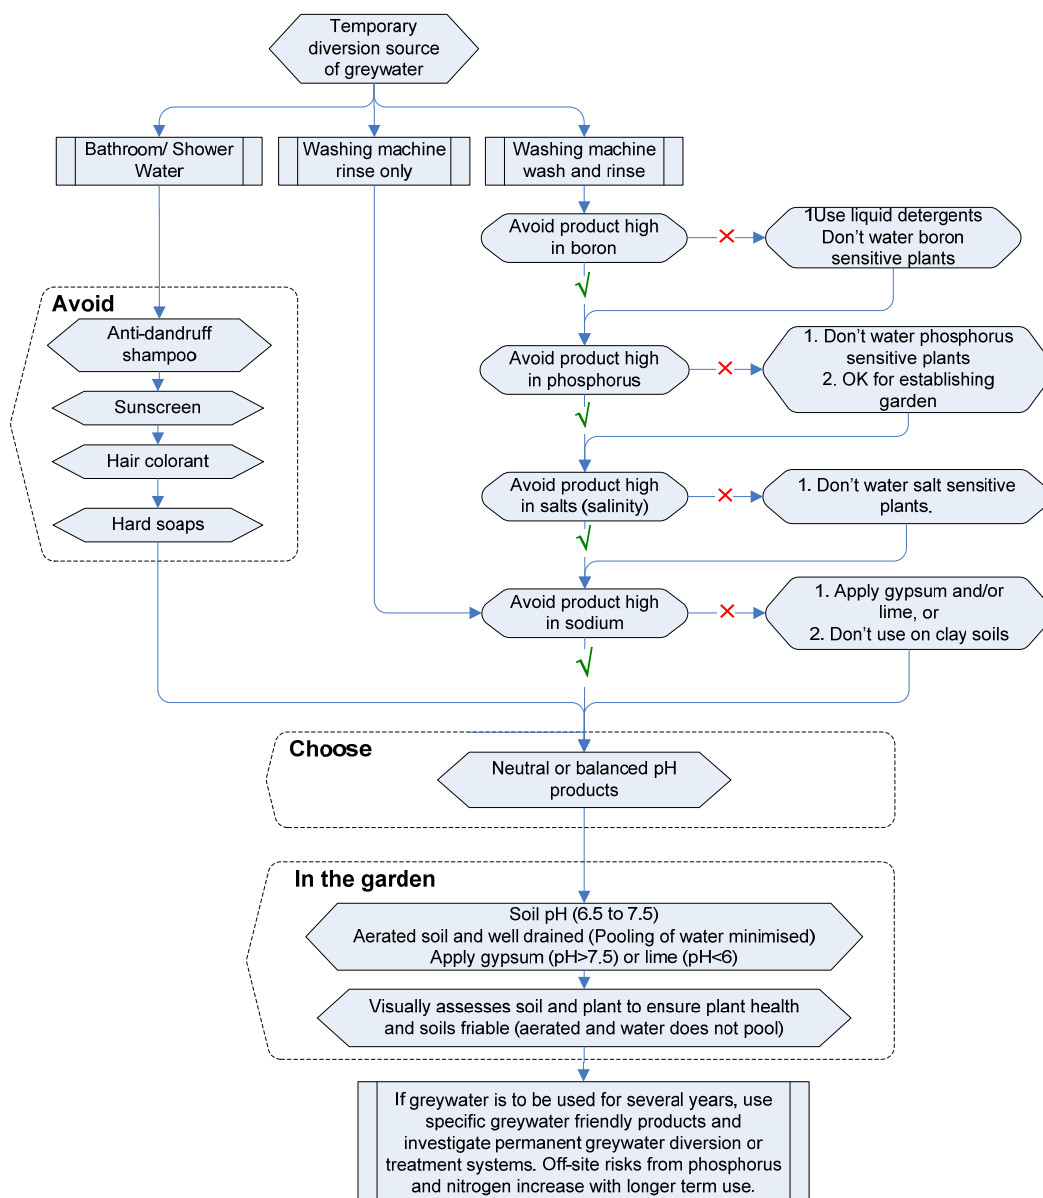 Temporary
diversion source
of greywater
Bathroom/ Shower
Water
Washing machine
rinse only
Washing machine
wash and rinse
Avoid product high
in boron
1Use liquid detergents
Don't water boron
sensitive plants
Avoid
Anti-dandruff
shampoo
Sunscreen
Hair colorant
Hard soaps
Avoid product high
in phosphorus
1. Don't water phosphorus
sensitive plants
2. OK for establishing
garden
Avoid product high
in salts (salinity)
1. Don't water salt sensitive
plants.
Avoid product high
in sodium
1. Apply gypsum and/or
lime, or
2. Don't use on clay soils
Choose
Neutral or balanced pH
products
In the garden
Soil pH (6.5 to 7.5)
Aerated soil and well drained (Pooling of water minimised)
Apply gypsum (pH>7.5) or lime (pH<6)
Visually assesses soil and plant to ensure plant health
and soils friable (aerated and water does not pool)
If greywater is to be used for several years, use
specific greywater friendly products and
investigate permanent greywater diversion or
treatment systems. Off-site risks from phosphorus
and nitrogen increase with longer term use.